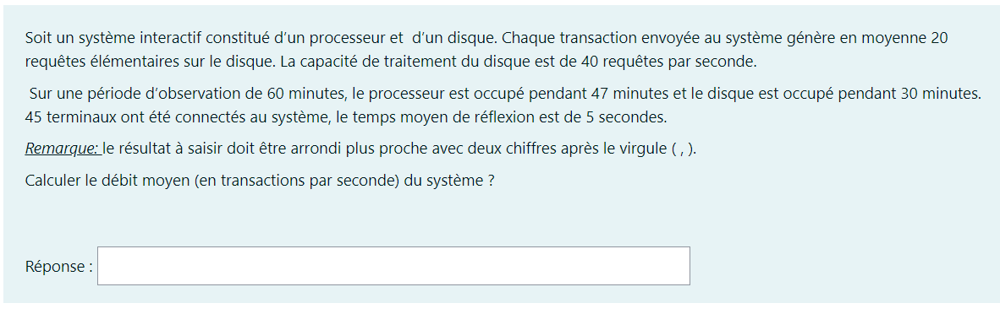 Soit un système interactif constitué d'un processeur et d'un disque. Chaque transaction envoyée au système génère en moyenne 20
requêtes élémentaires sur le disque. La capacité de traitement du disque est de 40 requêtes par seconde.
Sur une période d'observation de 60 minutes, le processeur est occupé pendant 47 minutes et le disque est occupé pendant 30 minutes.
45 terminaux ont été connectés au système, le temps moyen de réflexion est de 5 secondes.
Remarque: le résultat à saisir doit être arrondi plus proche avec deux chiffres après le virgule ( , ).
Calculer le débit moyen (en transactions par seconde) du système ?
Réponse :